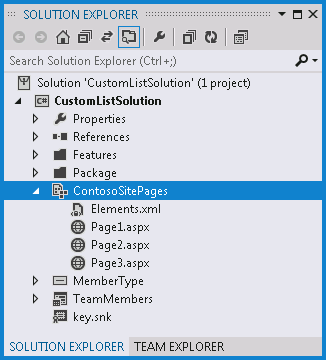 SOLUTION EXPLORER
Search Solution Explorer (Ctrl+;)
Solution 'CustomListSolution' (1 project)
C# CustomListSolution
Properties
References
Features
Package
ContosoSitePages
Elements.xml
Page1.aspx
Page2.aspx
Page3.aspx
MemberType
TeamMembers
key.snk
SOLUTION EXPLORER TEAM EXPLORER